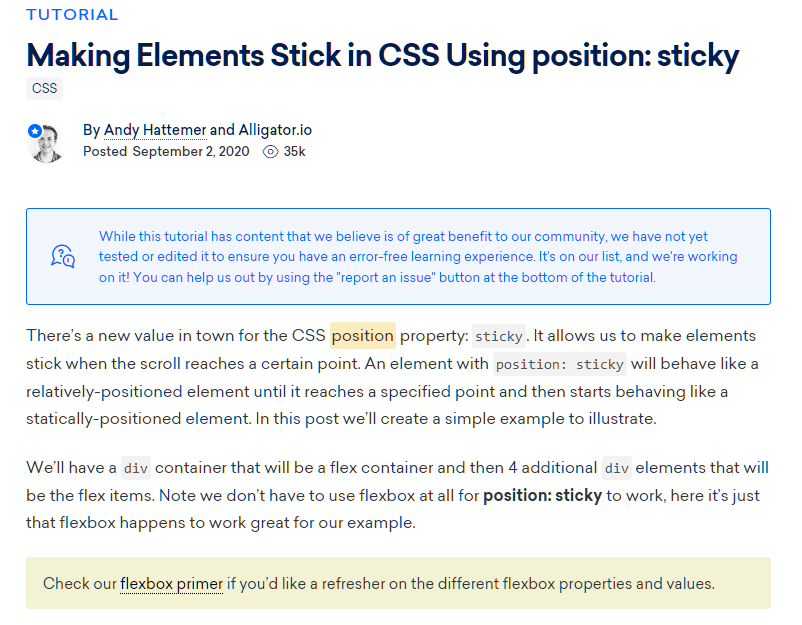 TUTORIAL
Making Elements Stick in CSS Using position: sticky
CSS
By Andy Hattemer and Alligator.io
Posted September 2, 2020 35k
While this tutorial has content that we believe is of great benefit to our community, we have not yet
tested or edited it to ensure you have an error-free learning experience. It's on our list, and we're working
on it! You can help us out by using the "report an issue" button at the bottom of the tutorial.
There's a new value in town for the CSS position property: sticky. It allows us to make elements
stick when the scroll reaches a certain point. An element with position: sticky will behave like a
relatively-positioned element until it reaches a specified point and then starts behaving like a
statically-positioned element. In this post we'll create a simple example to illustrate.
We'll have a div container that will be a flex container and then 4 additional div elements that will
be the flex items. Note we don't have to use flexbox at all for position: sticky to work, here it's just
that flexbox happens to work great for our example.
Check our flexbox primer if you'd like a refresher on the different flexbox properties and values.